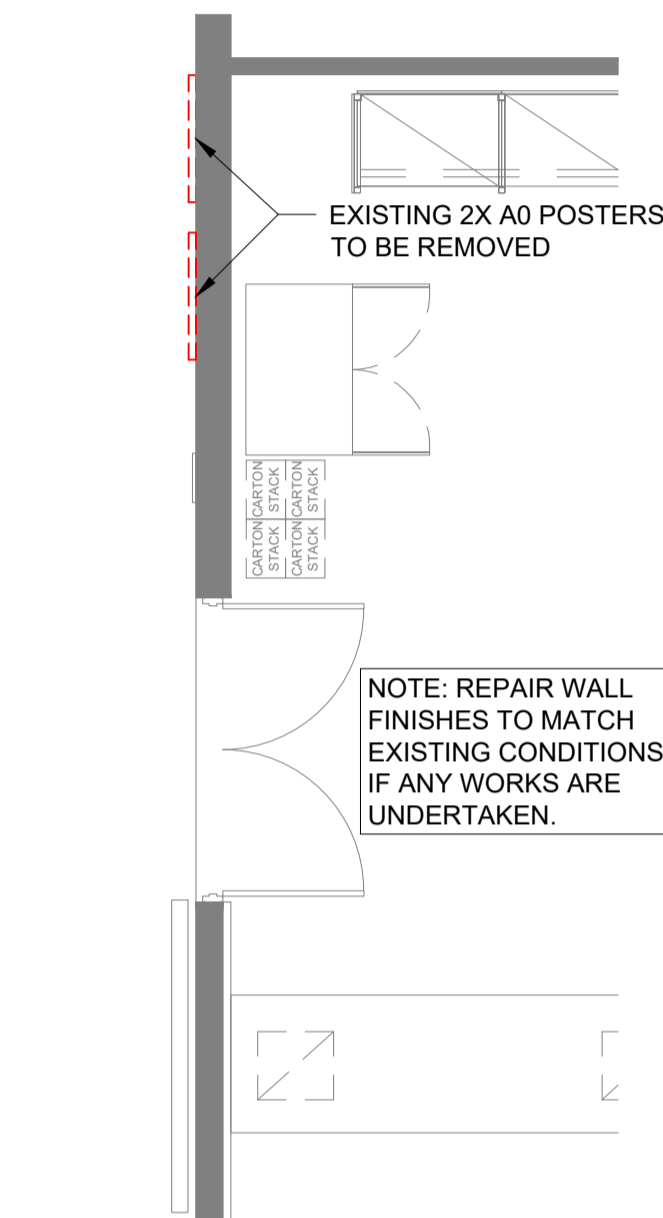 EXISTING 2X A0 POSTERS
TO BE REMOVED
CARTON
STACK
CARTON
STACK
CARTON
STACK
CARTON
STACK
NOTE: REPAIR WALL
FINISHES TO MATCH
EXISTING CONDITIONS
IF ANY WORKS ARE
UNDERTAKEN.